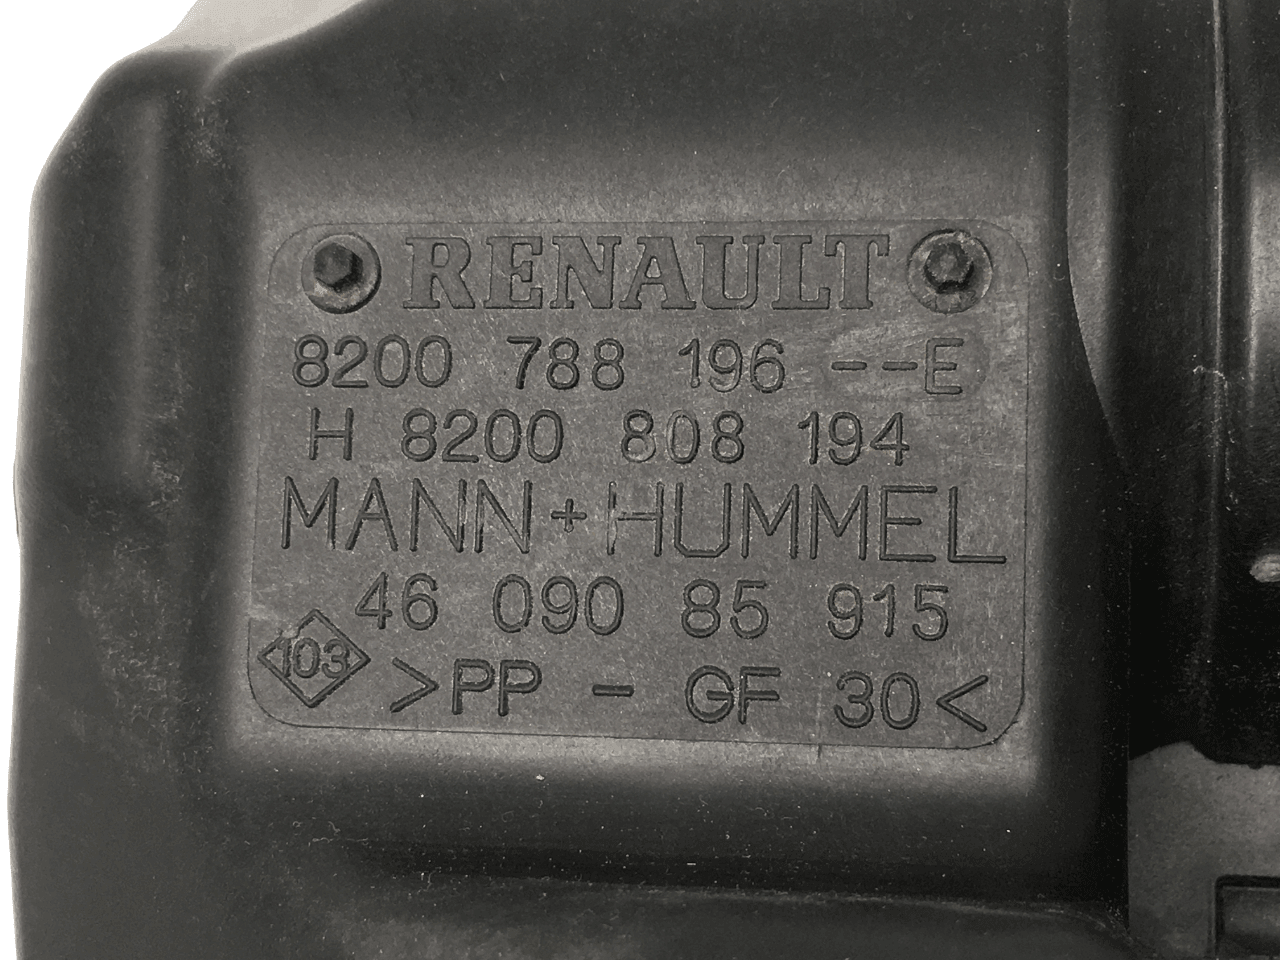 RENAULT
8200 788 196 --E
H 8200 808 194
MANN+HUMMEL
46 090 85 915
103 >PP - GF 30<